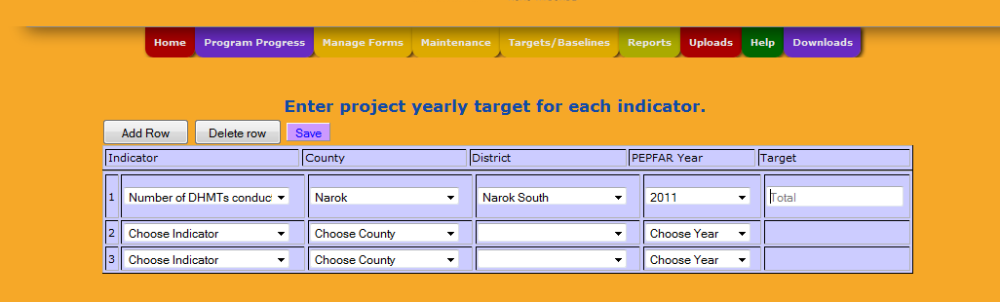 Home Program Progress Manage Forms Maintenance Targets/Baselines Reports Uploads Help Downloads
Enter project yearly target for each indicator.
Add Row Delete row Save
Indicator County District PEPFAR Year Target
1 Number of DHMTs conduct Narok Narok South 2011 Total
2 Choose Indicator Choose County Choose Year
3 Choose Indicator Choose County Choose Year